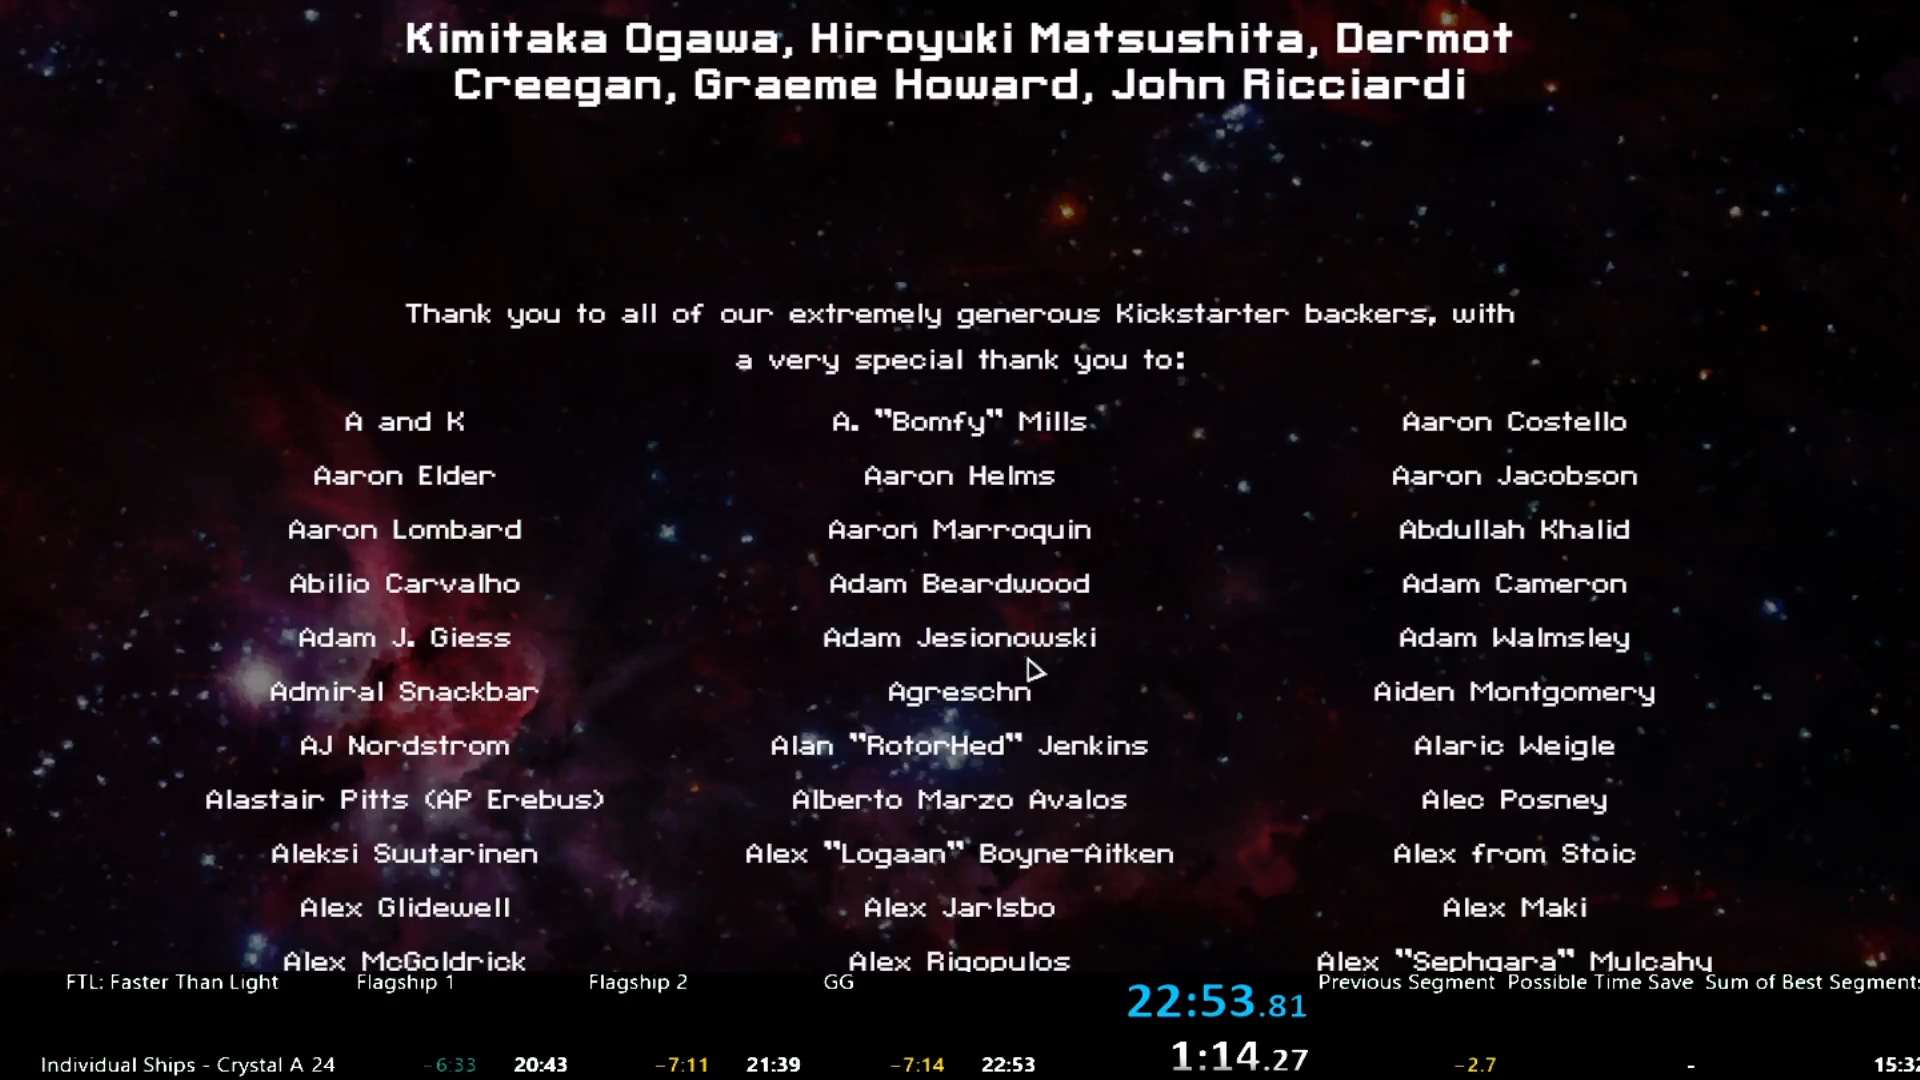 Kimitaka Ogawa, Hiroyuki Matsushita, Dermot
Creegan, Graeme Howard, John Ricciardi
Thank you to all of our extremely generous Kickstarter backers, with
a very special thank you to:
A and K A. "Bomfy" Mills Aaron Costello
Aaron Elder Aaron Helms Aaron Jacobson
Aaron Lombard Aaron Marroquin Abdullah Khalid
Abilio Carvalho Adam Beardwood Adam Cameron
Adam J. Giess Adam Jesionowski Adam Walmsley
Admiral Snackbar Agreschn Aiden Montgomery
AJ Nordstrom Alan "RotorHed" Jenkins Alaric Weigle
Alastair Pitts (AP Erebus) Alberto Marzo Avalos Alec Posney
Aleksi Suutarinen Alex "Logaan" Boyne-Aitken Alex from Stoic
Alex Glidewell Alex Jarlsbo Alex Maki
Alex McGoldrick Alex Rigopulos Alex "Sephgara" Mulcahy
FTL: Faster Than Light Flagship 1 Flagship 2 GG 22:53.81 Previous Segment Possible Time Save Sum of Best Segments
Individual Ships - Crystal A 24 -6:33 20:43 -7:11 21:39 -7:14 22:53 1:14.27 -2.7 - 15:32